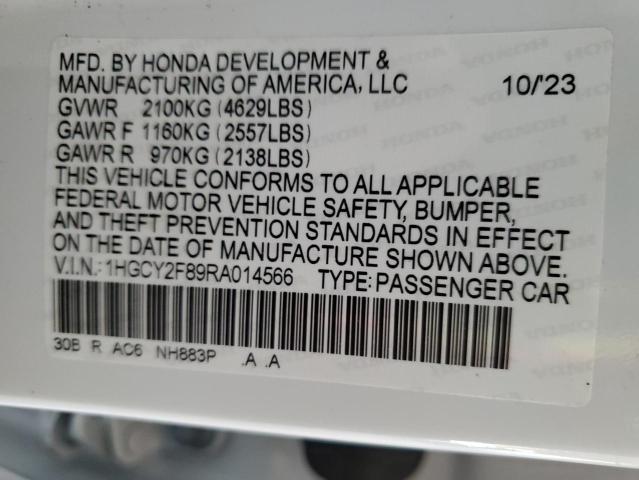 MFD. BY HONDA DEVELOPMENT &
MANUFACTURING OF AMERICA, LLC 10/'23
GVWR 2100KG (4629LBS)
GAWR F 1160KG (2557LBS)
GAWR R 970KG (2138LBS)
THIS VEHICLE CONFORMS TO ALL APPLICABLE
FEDERAL MOTOR VEHICLE SAFETY, BUMPER,
AND THEFT PREVENTION STANDARDS IN EFFECT
ON THE DATE OF MANUFACTURE SHOWN ABOVE.
V.I.N.: 1HGCY2F89RA014566 TYPE: PASSENGER CAR
30B R AC6 NH883P .A .A